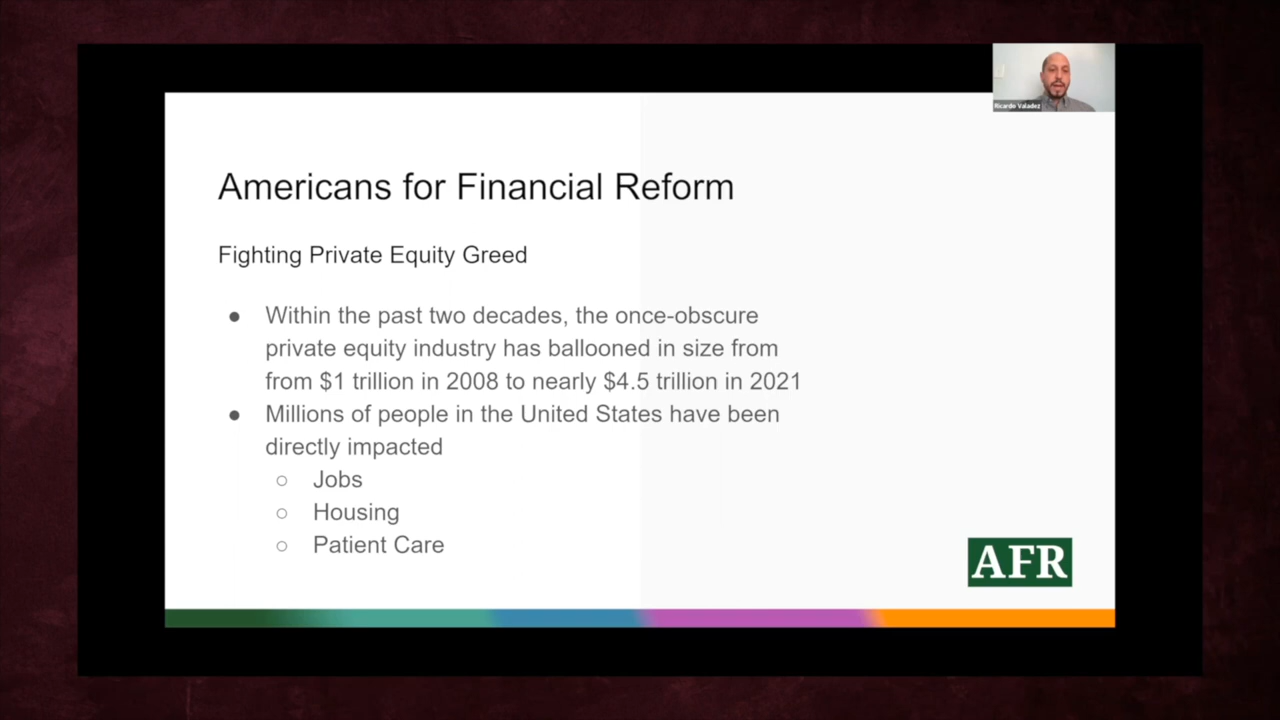 Ricardo Valadez
Americans for Financial Reform
Fighting Private Equity Greed
● Within the past two decades, the once-obscure
private equity industry has ballooned in size from
from $1 trillion in 2008 to nearly $4.5 trillion in 2021
● Millions of people in the United States have been
directly impacted
○ Jobs
○ Housing
○ Patient Care
AFR